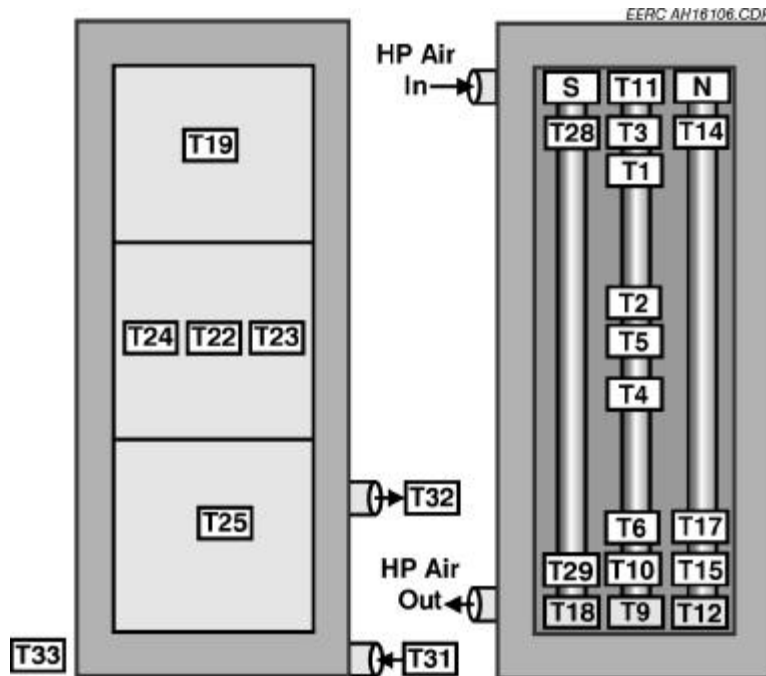 EERC AH16106.CDR
HP Air
In
S T11 N
T28 T3 T14
T19
T1
T2
T24 T22 T23
T5
T4
T32
T25
T6 T17
HP Air
Out
T29 T10 T15
T18 T9 T12
T33
T31